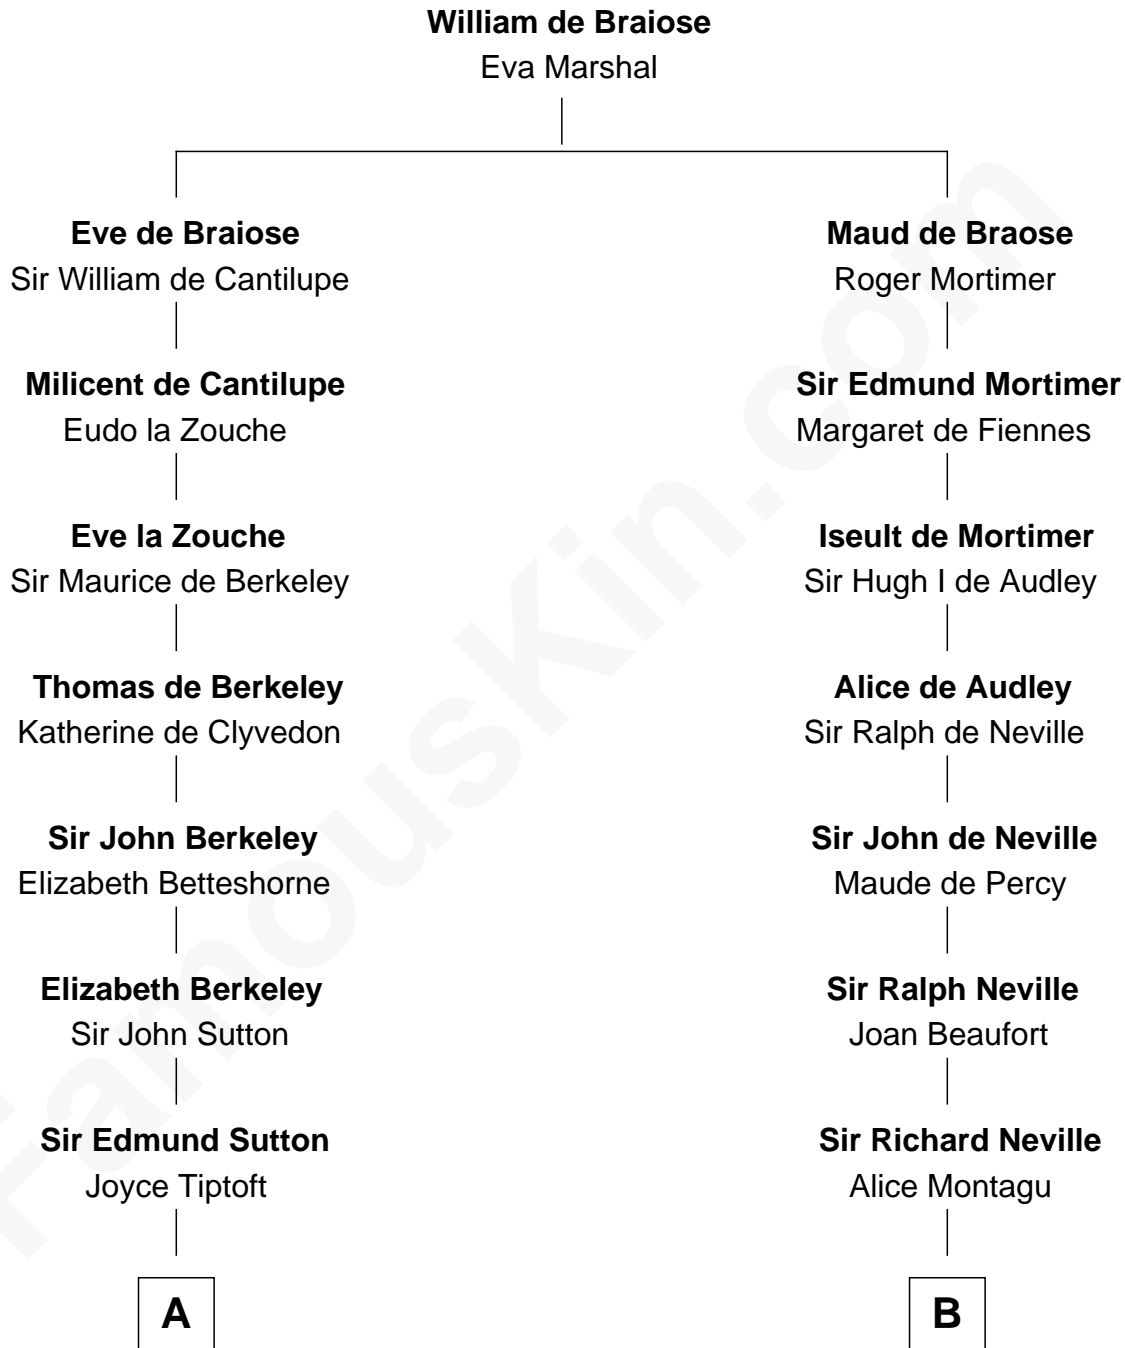 William de Braiose
Eva Marshal
Eve de Braiose
Sir William de Cantilupe
Maud de Braose
Roger Mortimer
Milicent de Cantilupe
Eudo la Zouche
Sir Edmund Mortimer
Margaret de Fiennes
Eve la Zouche
Sir Maurice de Berkeley
Iseult de Mortimer
Sir Hugh I de Audley
Thomas de Berkeley
Katherine de Clyvedon
Alice de Audley
Sir Ralph de Neville
Sir John Berkeley
Elizabeth Betteshorne
Sir John de Neville
Maude de Percy
Elizabeth Berkeley
Sir John Sutton
Sir Ralph Neville
Joan Beaufort
Sir Edmund Sutton
Joyce Tiptoft
Sir Richard Neville
Alice Montagu
A
B
FamousKin.com